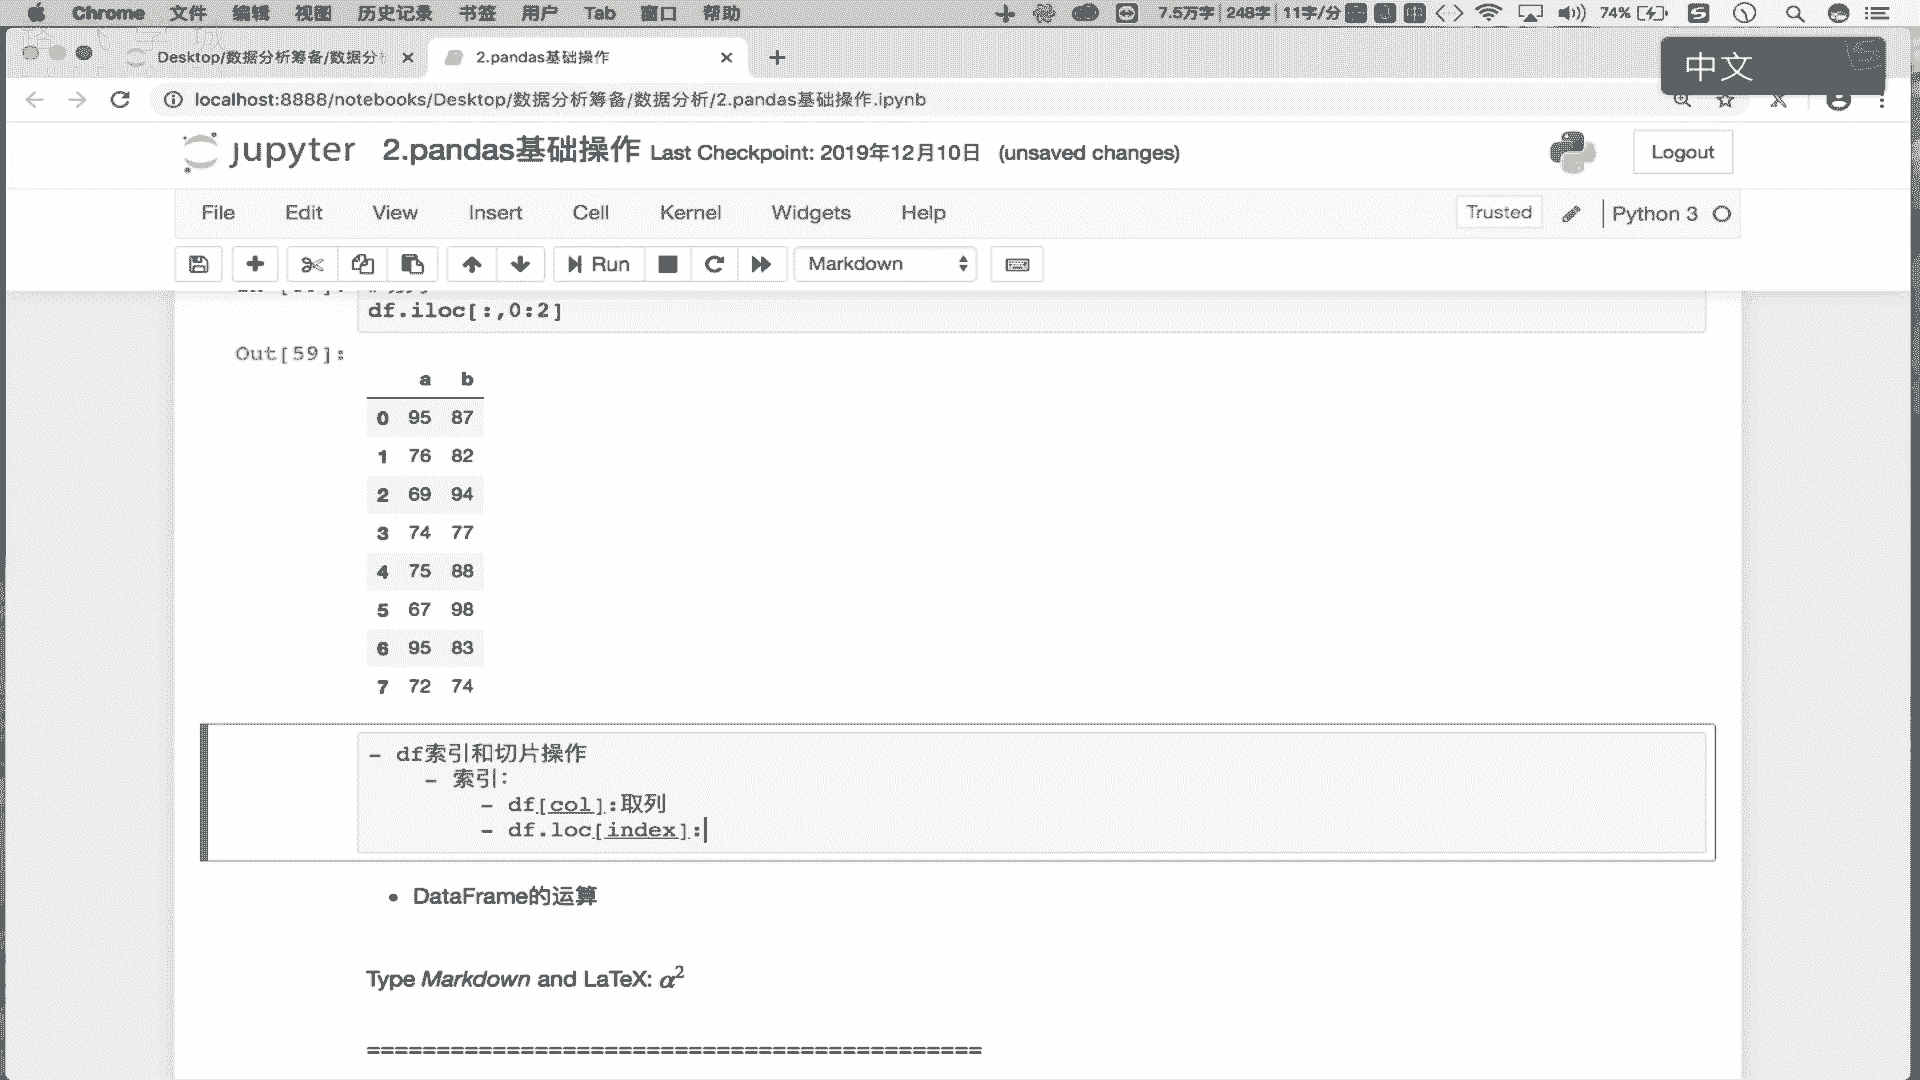 Chrome 文件 编辑 视图 历史记录 书签 用户 Tab 窗口 帮助 7.5万字 248字 11字/分 74%
Desktop/数据分析筹备/数据分 2.pandas基础操作
中文
localhost:8888/notebooks/Desktop/数据分析筹备/数据分析/2.pandas基础操作.ipynb
jupyter 2.pandas基础操作 Last Checkpoint: 2019年12月10日 (unsaved changes) Logout
File Edit View Insert Cell Kernel Widgets Help Trusted Python 3
Run Markdown
df.iloc[:,0:2]
Out[59]:
a b
0 95 87
1 76 82
2 69 94
3 74 77
4 75 88
5 67 98
6 95 83
7 72 74
- df索引和切片操作
- 索引:
- df[col]:取列
- df.loc[index]:
• DataFrame的运算
Type Markdown and LaTeX: α²
============================================